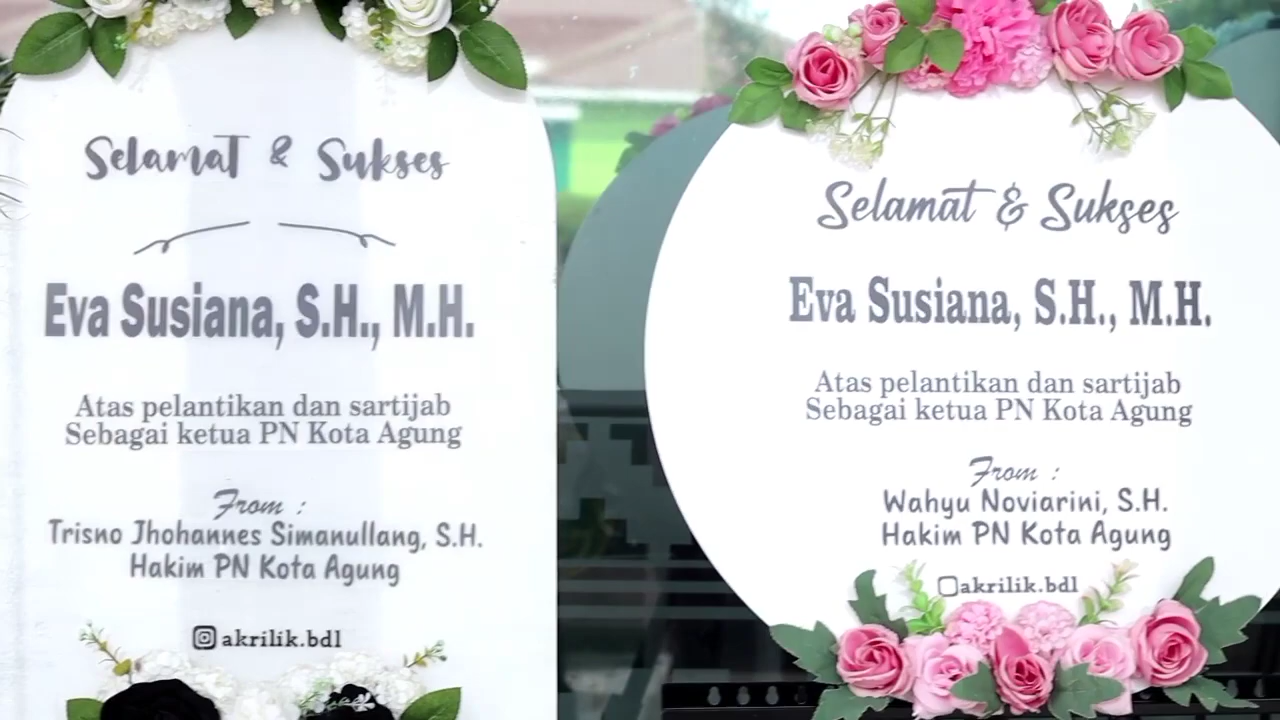 Selamat & Sukses
Eva Susiana, S.H., M.H.
Atas pelantikan dan sartijab
Sebagai ketua PN Kota Agung
From :
Trisno Jhohannes Simanullang, S.H.
Hakim PN Kota Agung
akrilik.bdl
Selamat & Sukses
Eva Susiana, S.H., M.H.
Atas pelantikan dan sartijab
Sebagai ketua PN Kota Agung
From :
Wahyu Noviarini, S.H.
Hakim PN Kota Agung
akrilik.bdl